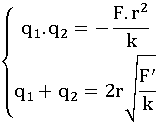 q₁.q₂ = −F.r²/k
q₁ + q₂ = 2r√(F′/k)